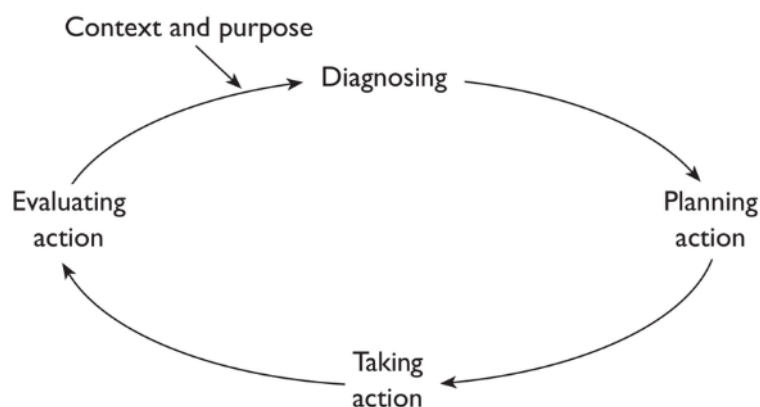 Context and purpose
Diagnosing
Evaluating
action
Planning
action
Taking
action